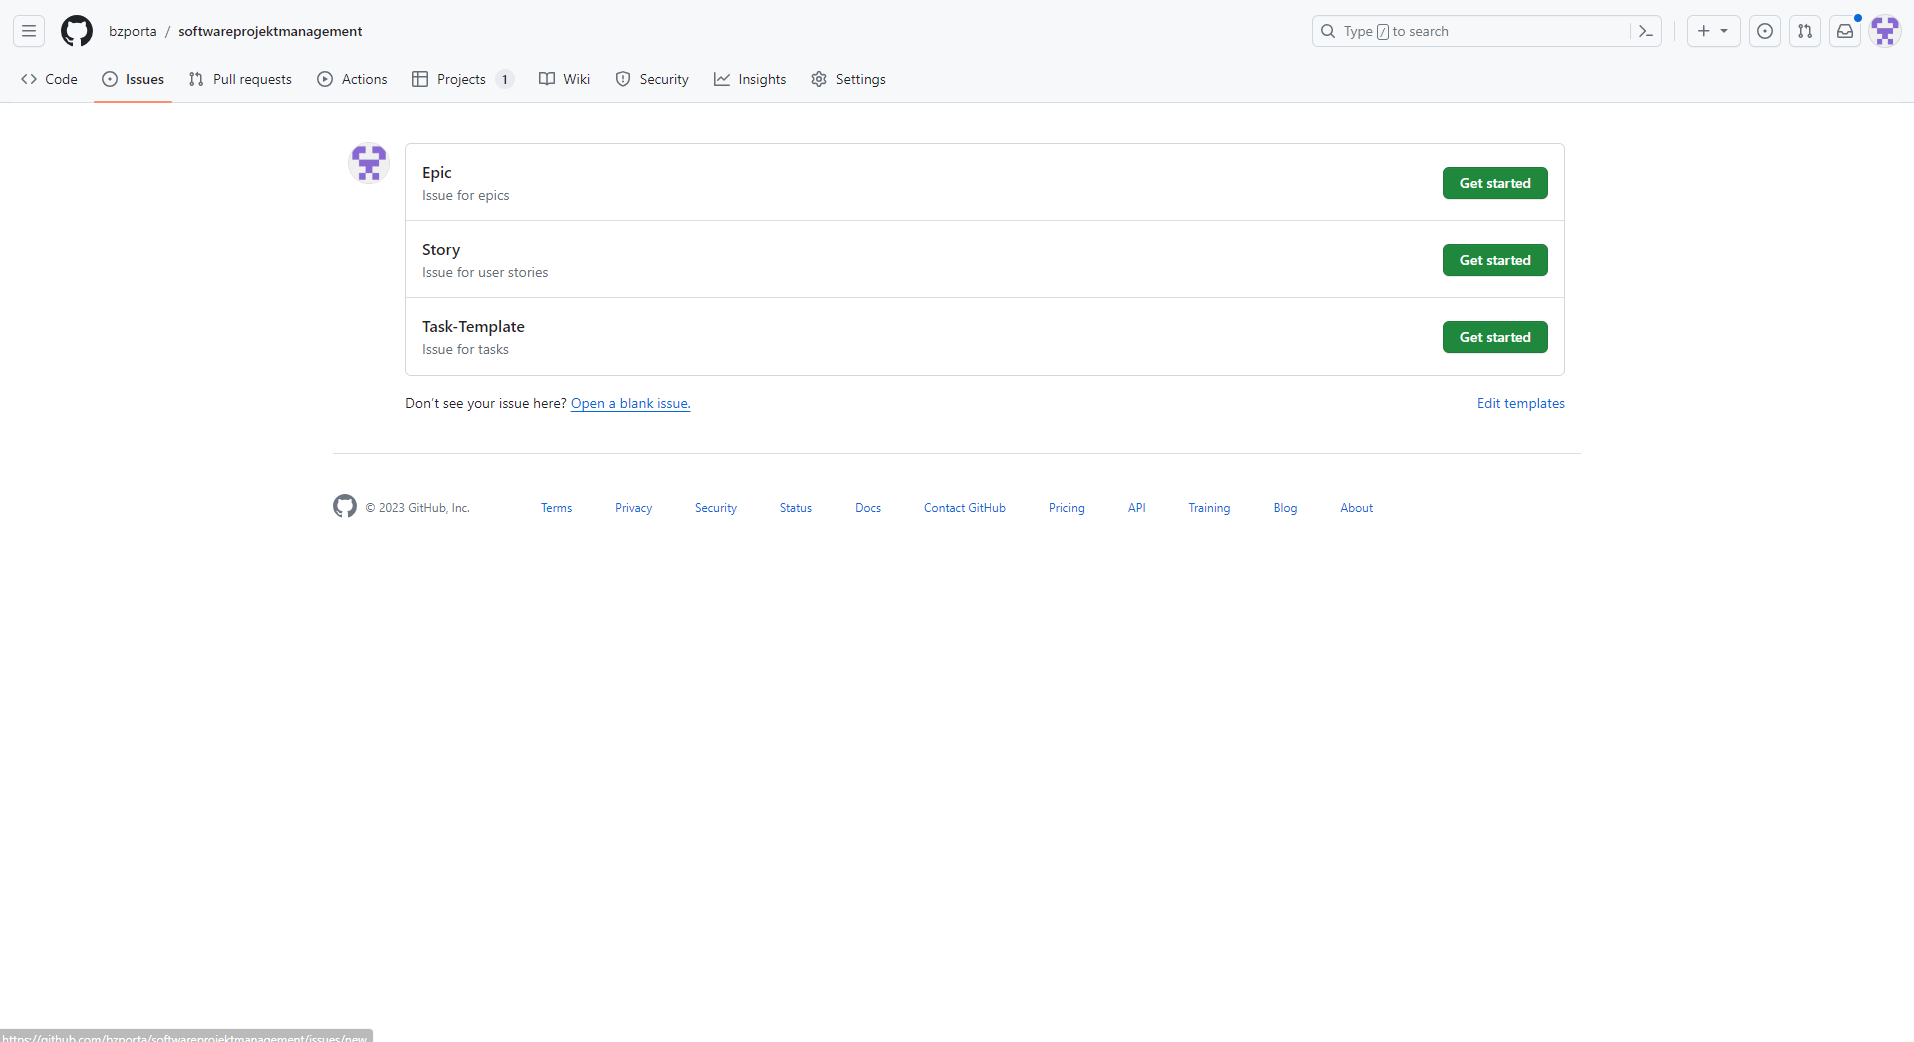 bzporta / softwareprojektmanagement
Type / to search
Code Issues Pull requests Actions Projects 1 Wiki Security Insights Settings
Epic
Issue for epics
Get started
Story
Issue for user stories
Get started
Task-Template
Issue for tasks
Get started
Don't see your issue here? Open a blank issue. Edit templates
© 2023 GitHub, Inc. Terms Privacy Security Status Docs Contact GitHub Pricing API Training Blog About
https://github.com/bzporta/softwareprojektmanagement/issues/new